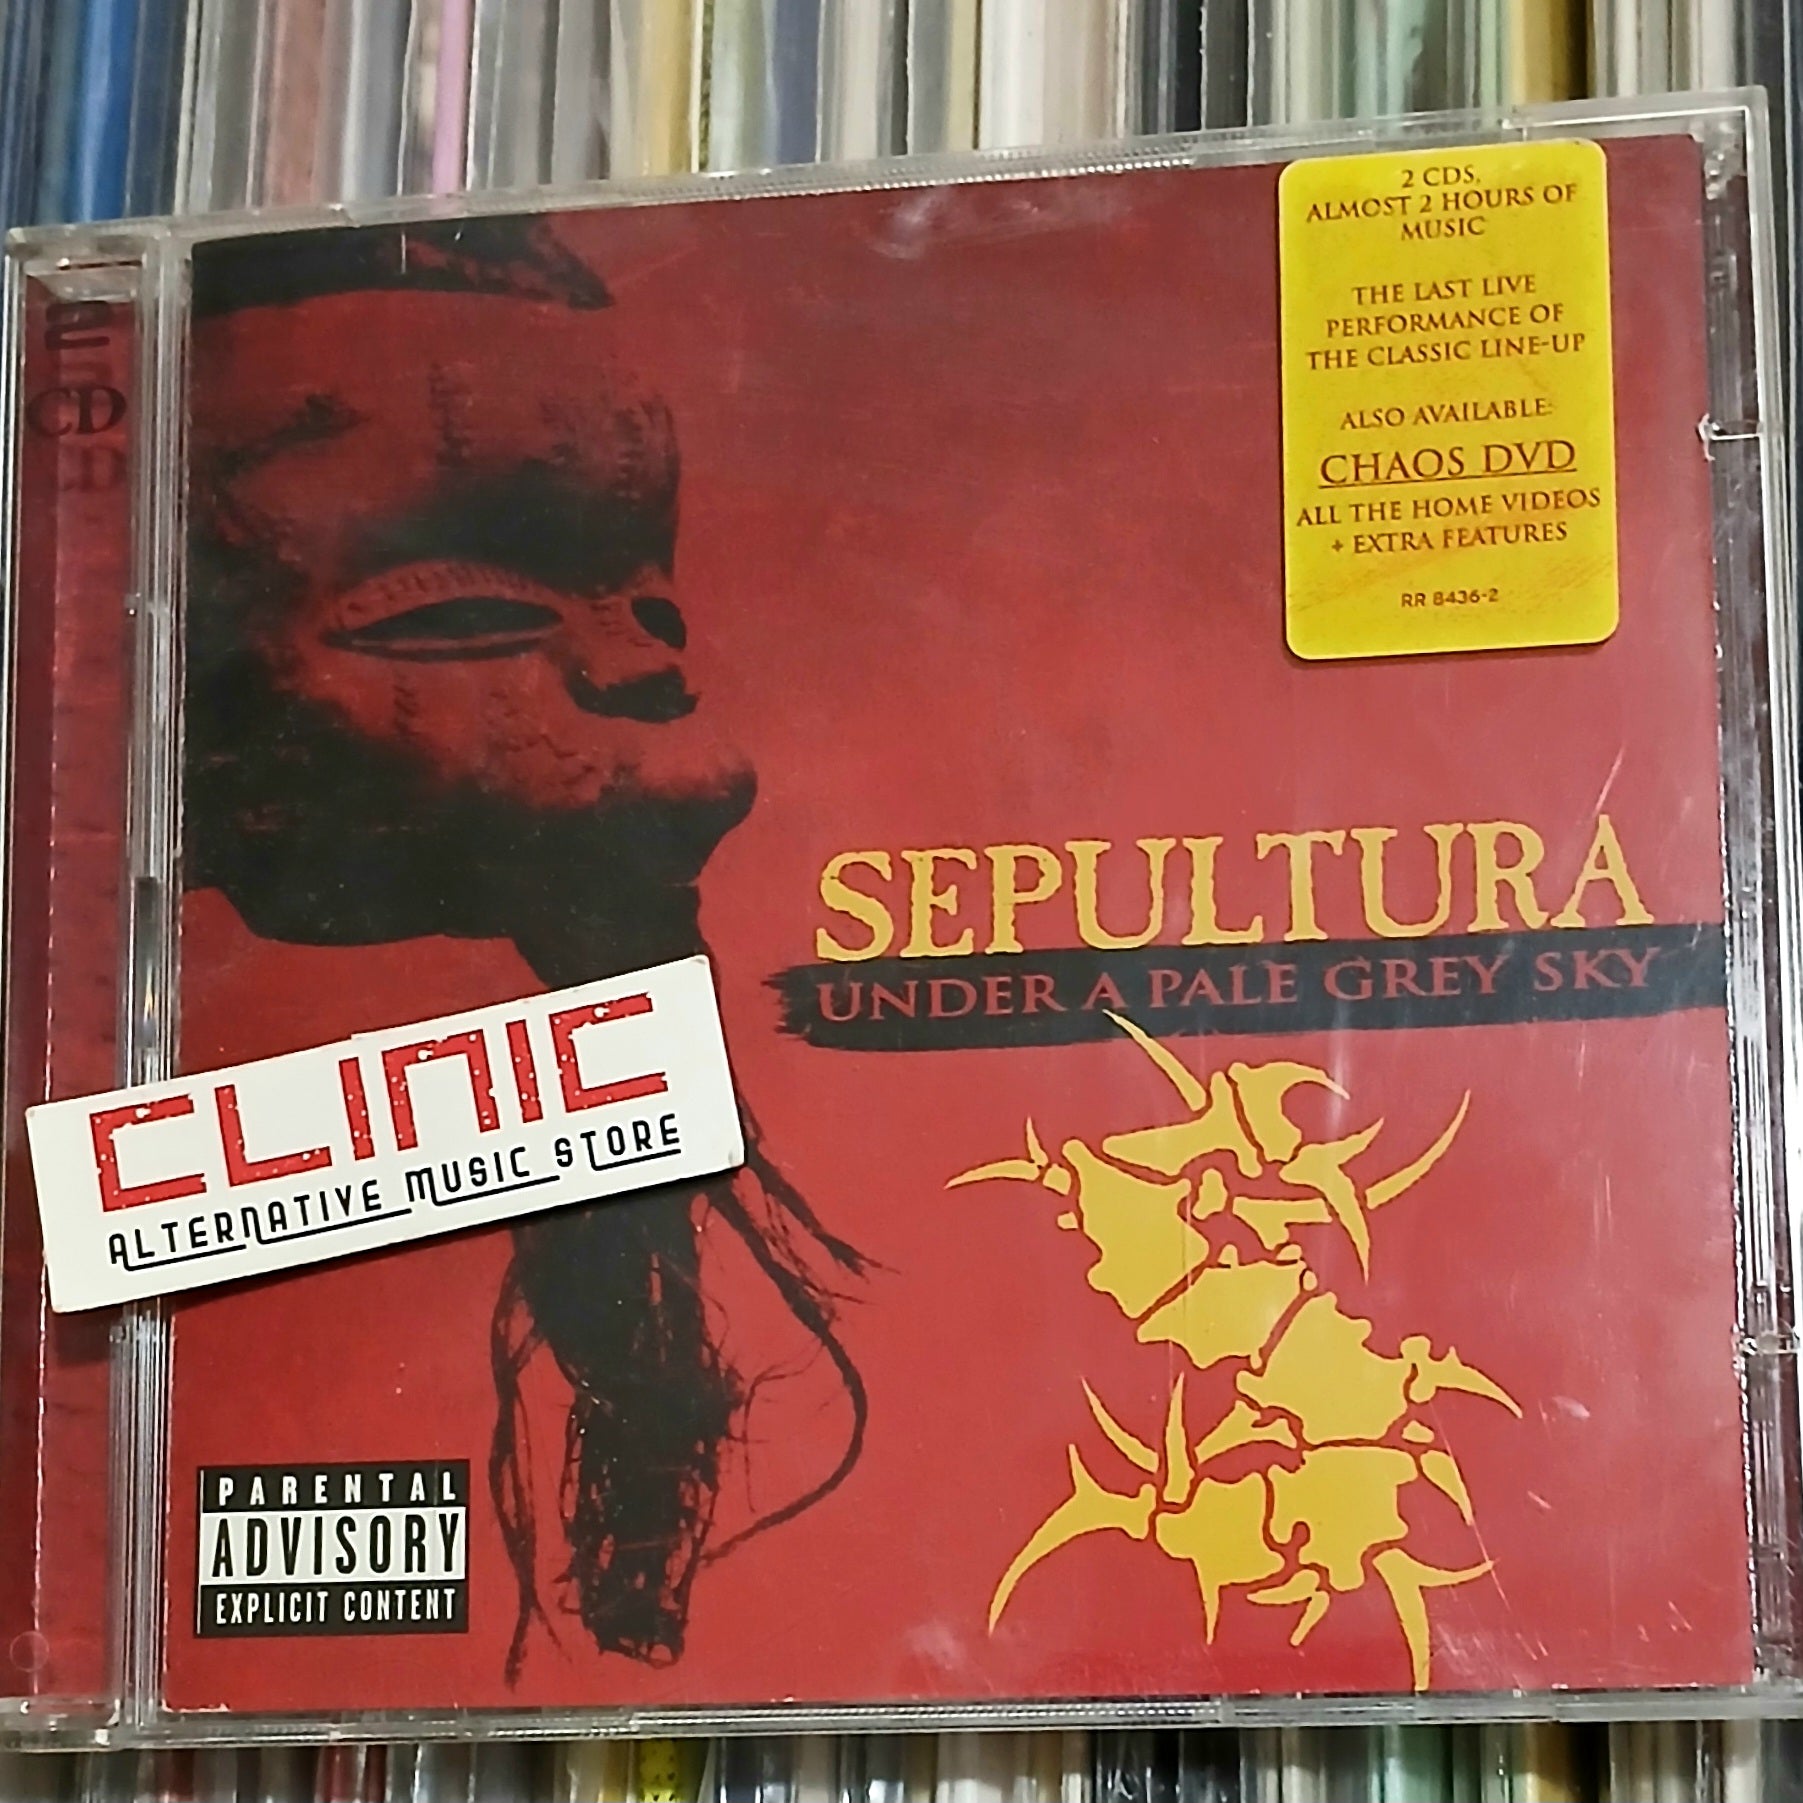 2
CD
2 CDS,
ALMOST 2 HOURS OF
MUSIC
THE LAST LIVE
PERFORMANCE OF
THE CLASSIC LINE-UP
ALSO AVAILABLE:
CHAOS DVD
ALL THE HOME VIDEOS
+ EXTRA FEATURES
RR 8436-2
SEPULTURA
UNDER A PALE GREY SKY
CLINIC
ALTERNATIVE MUSIC STORE
PARENTAL
ADVISORY
EXPLICIT CONTENT